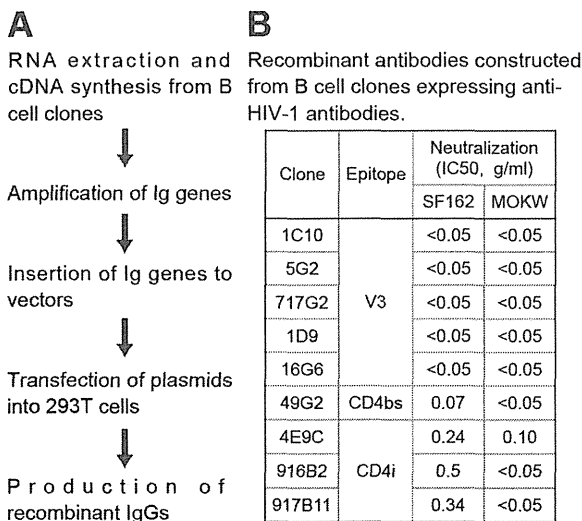 A
RNA extraction and
cDNA synthesis from B
cell clones
Amplification of Ig genes
Insertion of Ig genes to
vectors
Transfection of plasmids
into 293T cells
Production of
recombinant IgGs
B
Recombinant antibodies constructed
from B cell clones expressing anti-
HIV-1 antibodies.
Clone Epitope Neutralization
(IC50, g/ml)
SF162 MOKW
1C10 <0.05 <0.05
5G2 <0.05 <0.05
717G2 V3 <0.05 <0.05
1D9 <0.05 <0.05
16G6 <0.05 <0.05
49G2 CD4bs 0.07 <0.05
4E9C 0.24 0.10
916B2 CD4i 0.5 <0.05
917B11 0.34 <0.05